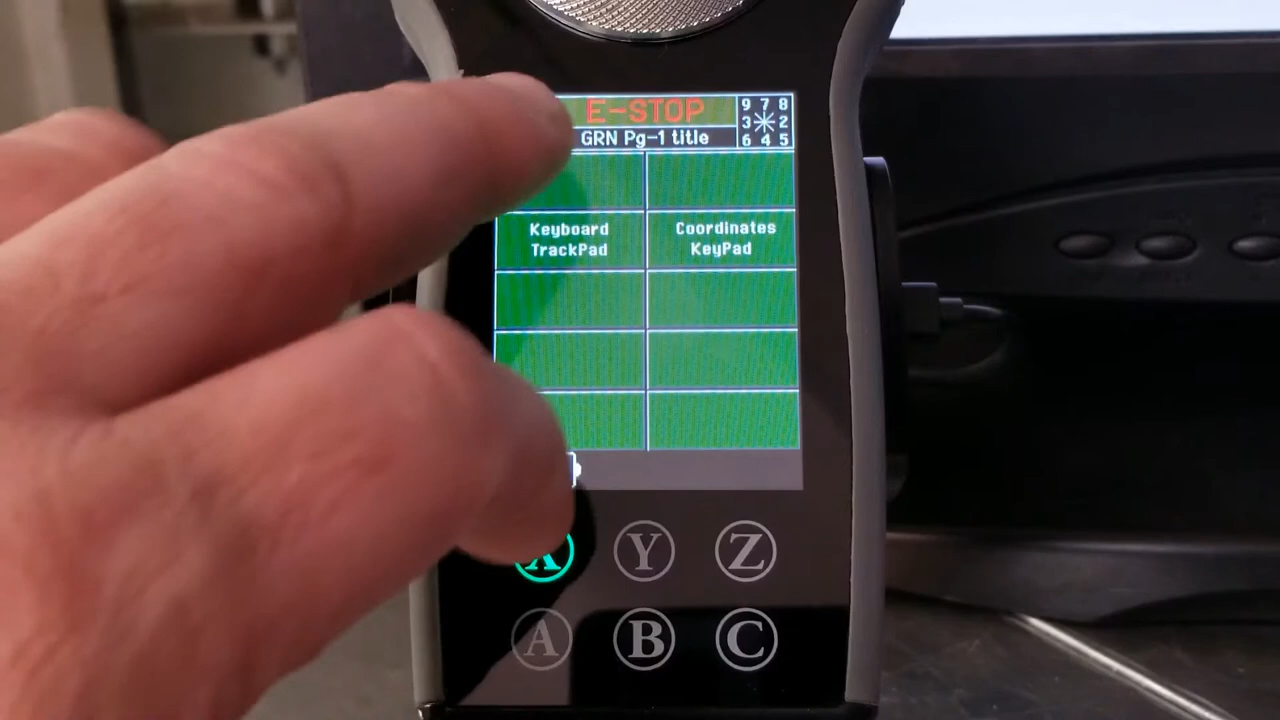 E-STOP
GRN Pg-1 title
9 7 8
3 2
6 4 5
Keyboard
TrackPad
Coordinates
KeyPad
X Y Z
A B C